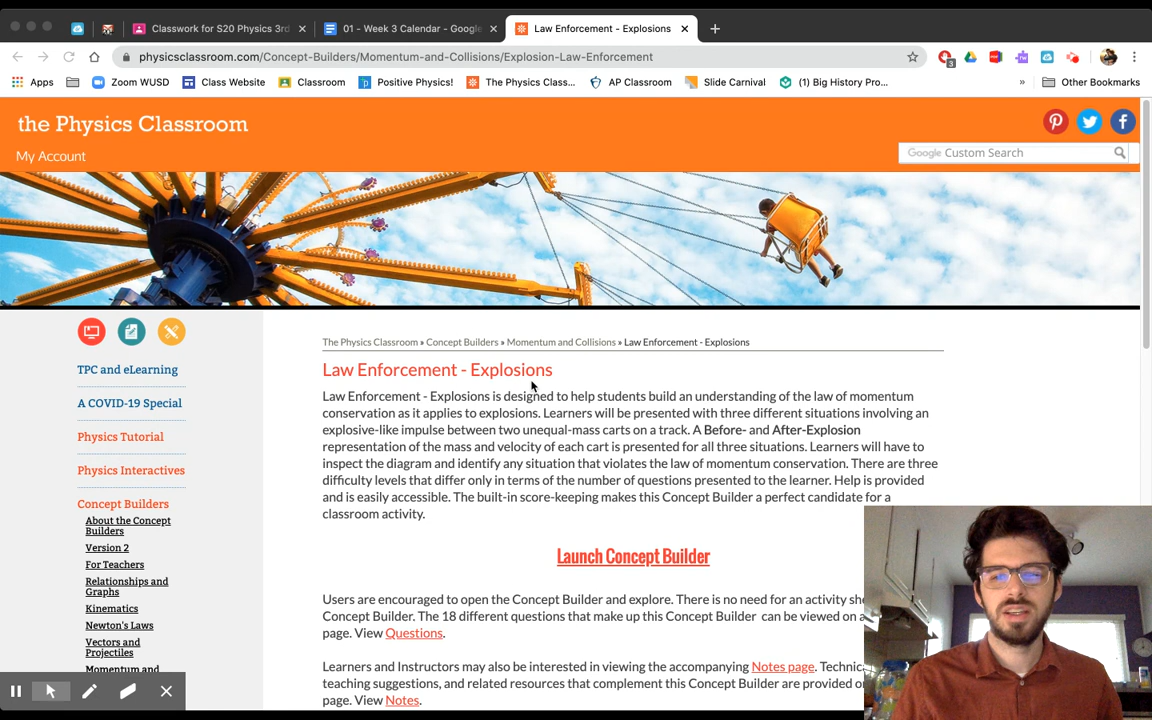 Classwork for S20 Physics 3rd
01 - Week 3 Calendar - Google
Law Enforcement - Explosions
physicsclassroom.com/Concept-Builders/Momentum-and-Collisions/Explosion-Law-Enforcement
3
Apps
Zoom WUSD
Class Website
Classroom
Positive Physics!
The Physics Class...
AP Classroom
Slide Carnival
(1) Big History Pro...
»
Other Bookmarks
the Physics Classroom
My Account
Google Custom Search
TPC and eLearning
A COVID-19 Special
Physics Tutorial
Physics Interactives
Concept Builders
About the Concept
Builders
Version 2
For Teachers
Relationships and
Graphs
Kinematics
Newton's Laws
Vectors and
Projectiles
Momentum and
The Physics Classroom » Concept Builders » Momentum and Collisions » Law Enforcement - Explosions
Law Enforcement - Explosions
Law Enforcement - Explosions is designed to help students build an understanding of the law of momentum
conservation as it applies to explosions. Learners will be presented with three different situations involving an
explosive-like impulse between two unequal-mass carts on a track. A Before- and After-Explosion
representation of the mass and velocity of each cart is presented for all three situations. Learners will have to
inspect the diagram and identify any situation that violates the law of momentum conservation. There are three
difficulty levels that differ only in terms of the number of questions presented to the learner. Help is provided
and is easily accessible. The built-in score-keeping makes this Concept Builder a perfect candidate for a
classroom activity.
Launch Concept Builder
Users are encouraged to open the Concept Builder and explore. There is no need for an activity she
Concept Builder. The 18 different questions that make up this Concept Builder can be viewed on a
page. View Questions.
Learners and Instructors may also be interested in viewing the accompanying Notes page. Technic
teaching suggestions, and related resources that complement this Concept Builder are provided o
page. View Notes.